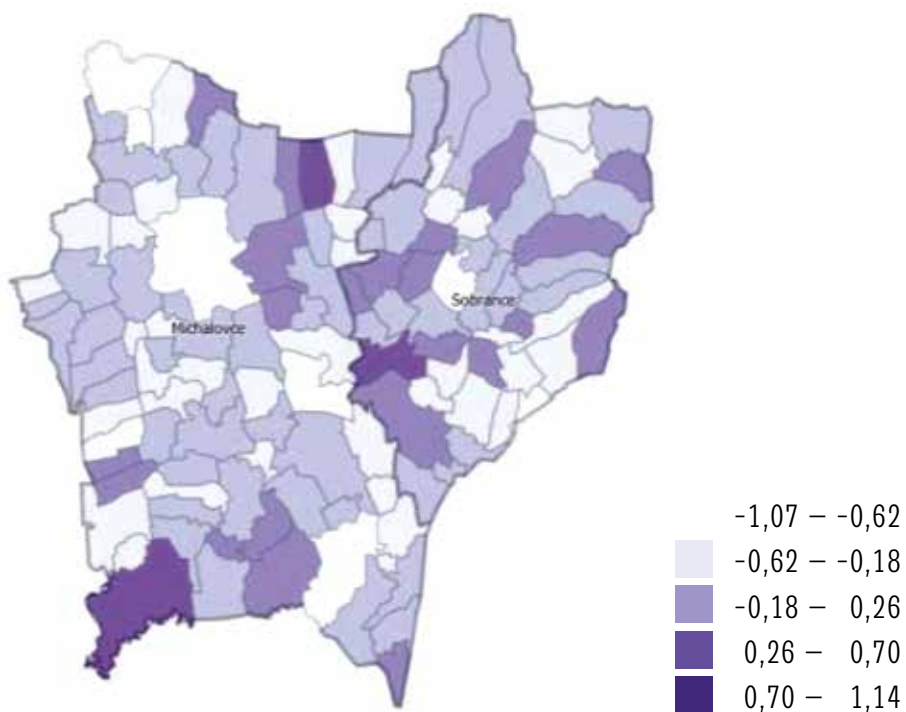 Sobrance
Michalovce
-1,07 – -0,62
-0,62 – -0,18
-0,18 – 0,26
0,26 – 0,70
0,70 – 1,14